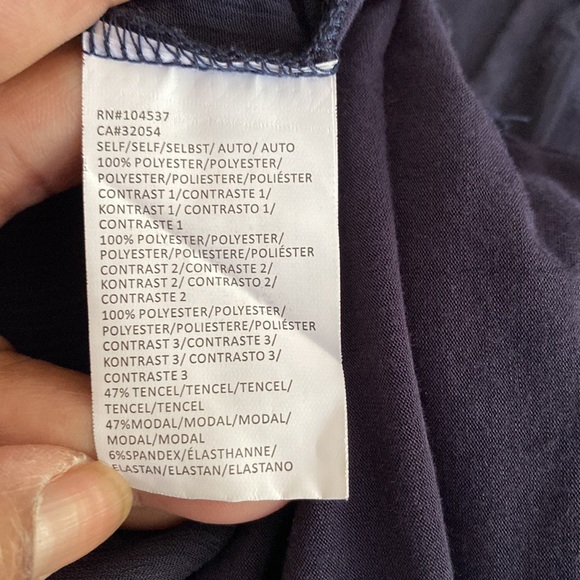 RN#104537
CA#32054
SELF/SELF/SELBST/ AUTO/ AUTO
100% POLYESTER/POLYESTER/
POLYESTER/POLIESTERE/POLIÉSTER
CONTRAST 1/CONTRASTE 1/
KONTRAST 1/ CONTRASTO 1/
CONTRASTE 1
100% POLYESTER/POLYESTER/
POLYESTER/POLIESTERE/POLIÉSTER
CONTRAST 2/CONTRASTE 2/
KONTRAST 2/ CONTRASTO 2/
CONTRASTE 2
100% POLYESTER/POLYESTER/
POLYESTER/POLIESTERE/POLIÉSTER
CONTRAST 3/CONTRASTE 3/
KONTRAST 3/ CONTRASTO 3/
CONTRASTE 3
47% TENCEL/TENCEL/TENCEL/
TENCEL/TENCEL
47%MODAL/MODAL/MODAL/
MODAL/MODAL
6%SPANDEX/ÉLASTHANNE/
ELASTAN/ELASTAN/ELASTANO